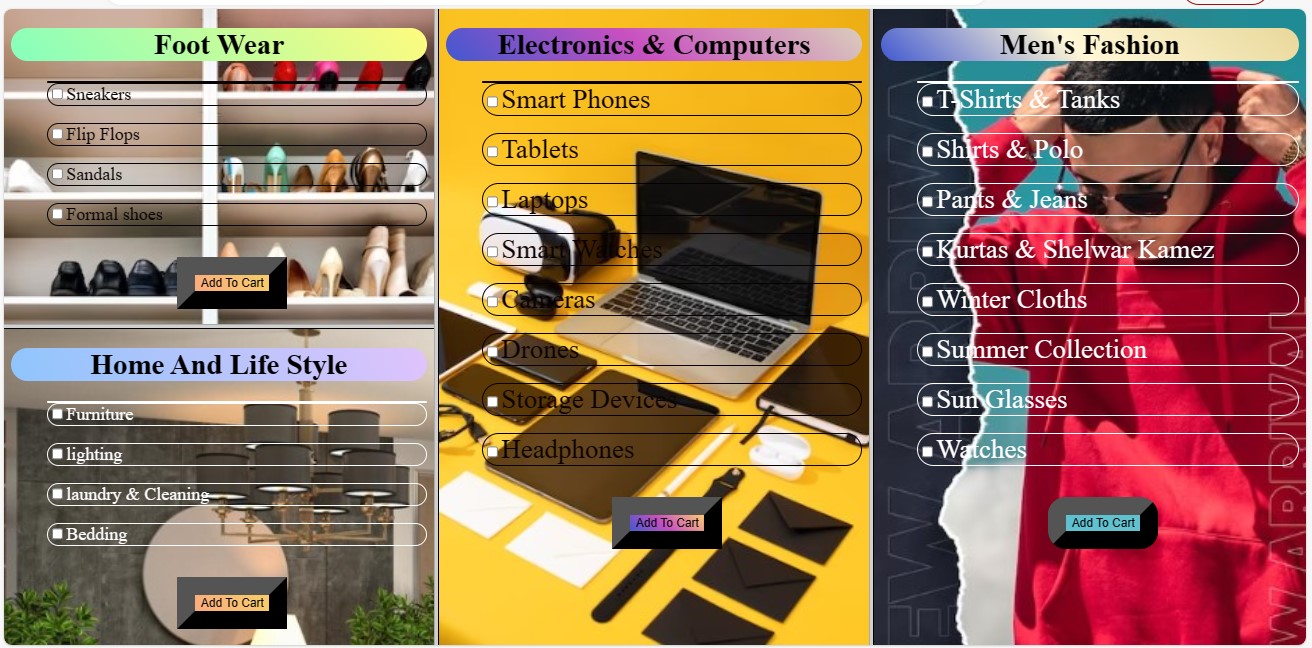 Foot Wear
Sneakers
Flip Flops
Sandals
Formal shoes
Add To Cart
Home And Life Style
Furniture
lighting
laundry & Cleaning
Bedding
Add To Cart
Electronics & Computers
Smart Phones
Tablets
Laptops
Smart Watches
Cameras
Drones
Storage Devices
Headphones
Add To Cart
Men's Fashion
T-Shirts & Tanks
Shirts & Polo
Pants & Jeans
Kurtas & Shelwar Kamez
Winter Cloths
Summer Collection
Sun Glasses
Watches
Add To Cart